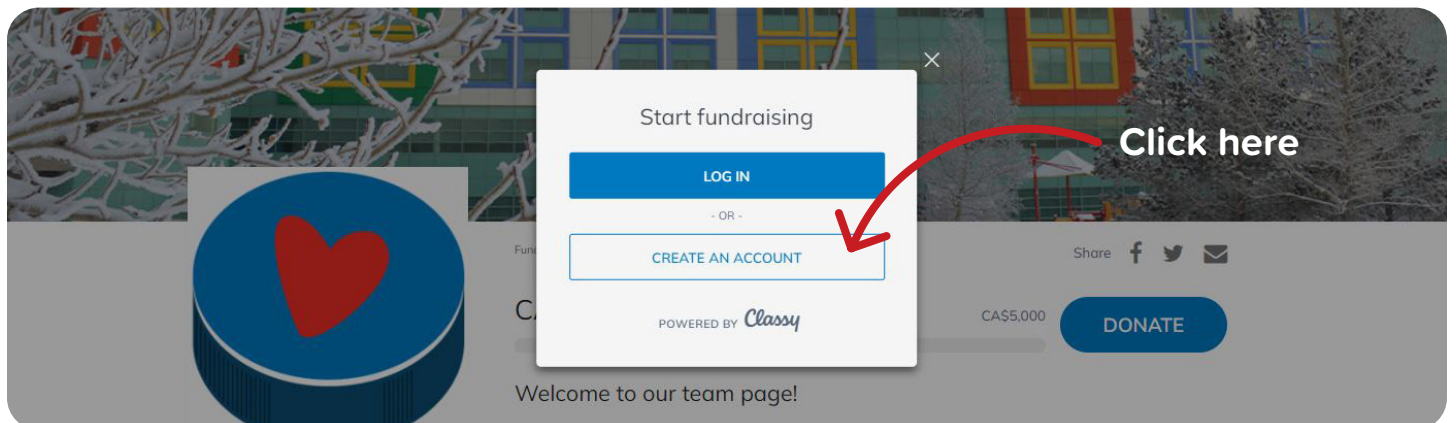 Start fundraising
LOG IN
- OR -
CREATE AN ACCOUNT
POWERED BY Classy
Click here
Share
CA$5,000
DONATE
Welcome to our team page!